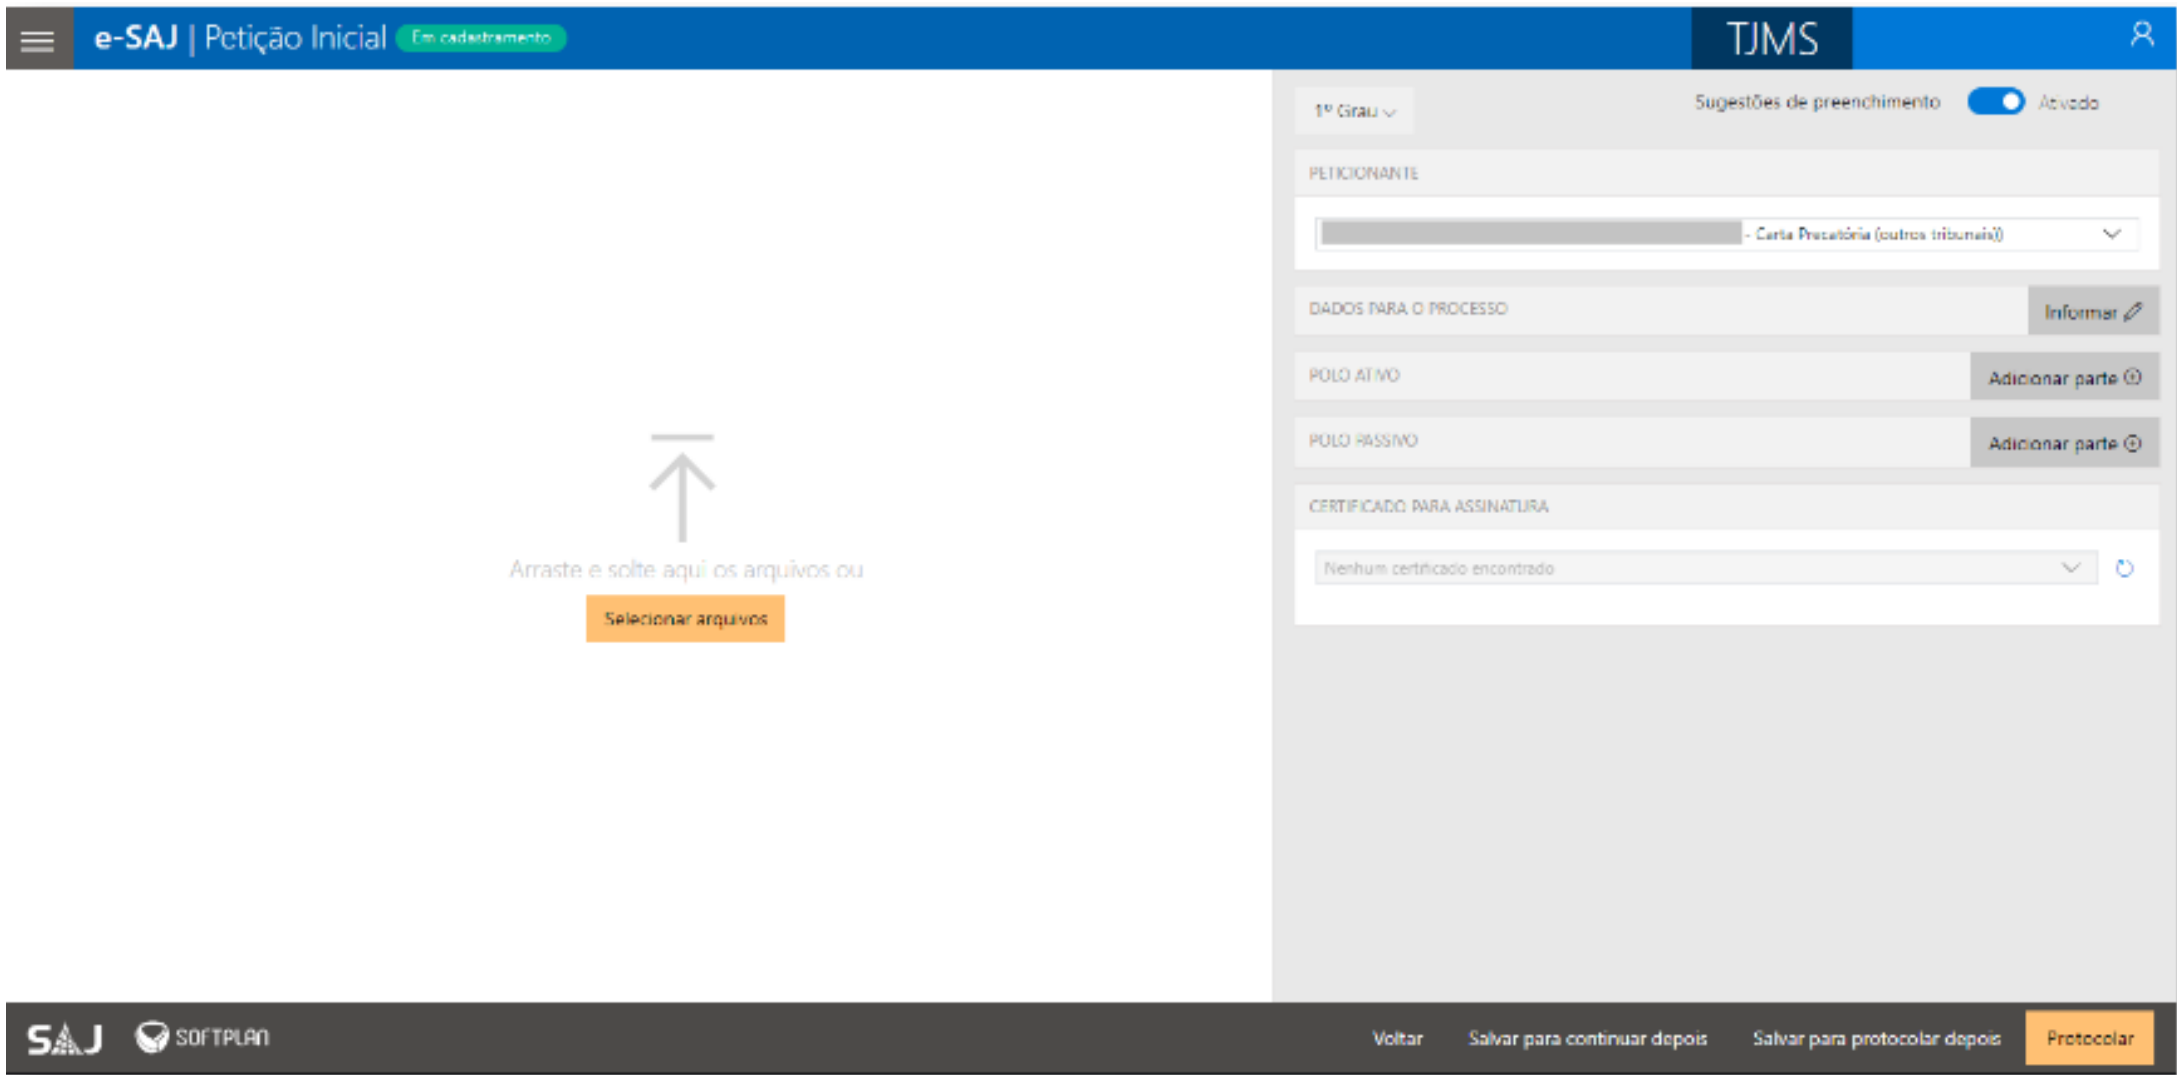 e-SAJ | Petição Inicial Em cadastramento
TJMS
1º Grau
Sugestões de preenchimento Ativado
PETICIONANTE
- Carta Precatória (outros tribunais))
DADOS PARA O PROCESSO
Informar
POLO ATIVO
Adicionar parte
POLO PASSIVO
Adicionar parte
CERTIFICADO PARA ASSINATURA
Nenhum certificado encontrado
Arraste e solte aqui os arquivos ou
Selecionar arquivos
SAJ SOFTPLAN
Voltar Salvar para continuar depois Salvar para protocolar depois Protocolar